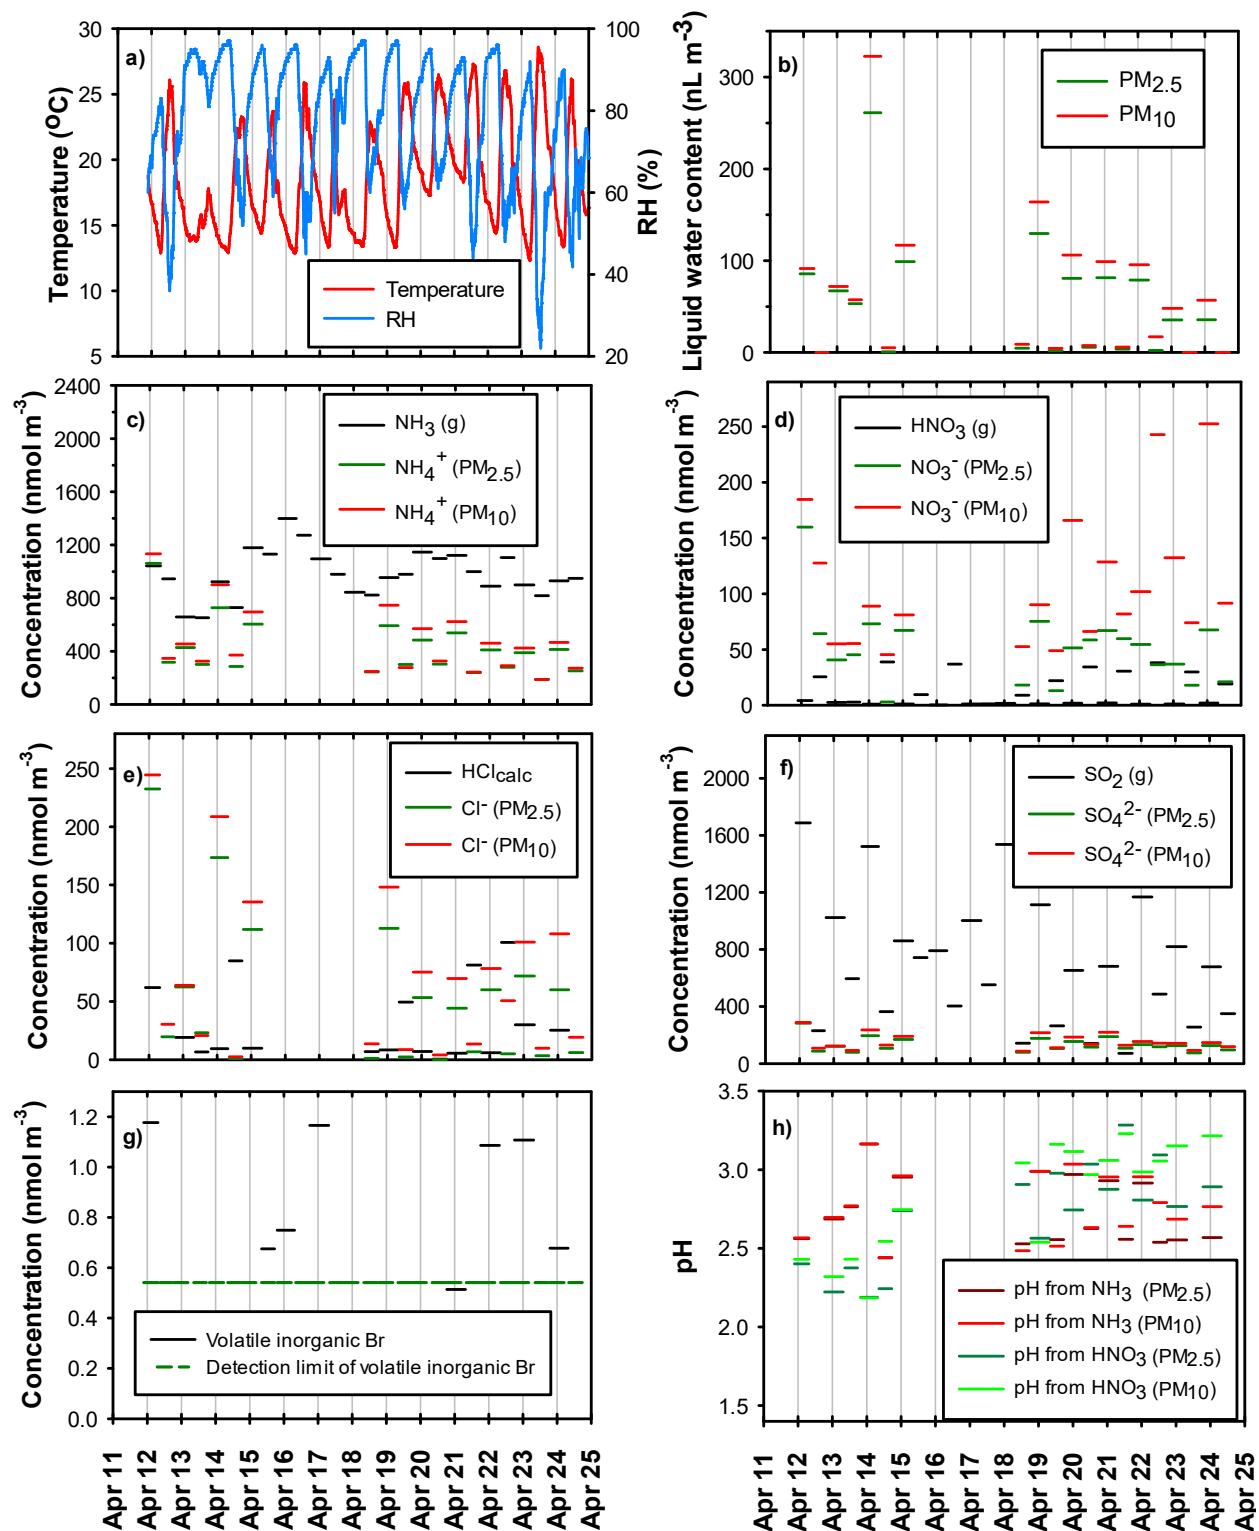 a)
Temperature (oC)
30
25
20
15
10
5
RH (%)
100
80
60
40
20
Temperature
RH
b)
Liquid water content (nL m-3)
300
200
100
0
PM2.5
PM10
c)
Concentration (nmol m-3)
2400
2000
1600
1200
800
400
0
NH3 (g)
NH4+ (PM2.5)
NH4+ (PM10)
d)
Concentration (nmol m-3)
250
200
150
100
50
0
HNO3 (g)
NO3- (PM2.5)
NO3- (PM10)
e)
Concentration (nmol m-3)
250
200
150
100
50
0
HClcalc
Cl- (PM2.5)
Cl- (PM10)
f)
Concentration (nmol m-3)
2000
1600
1200
800
400
0
SO2 (g)
SO42- (PM2.5)
SO42- (PM10)
g)
Concentration (nmol m-3)
1.2
1.0
0.8
0.6
0.4
0.2
0.0
Volatile inorganic Br
Detection limit of volatile inorganic Br
Apr 11
Apr 12
Apr 13
Apr 14
Apr 15
Apr 16
Apr 17
Apr 18
Apr 19
Apr 20
Apr 21
Apr 22
Apr 23
Apr 24
Apr 25
h)
pH
3.5
3.0
2.5
2.0
1.5
pH from NH3 (PM2.5)
pH from NH3 (PM10)
pH from HNO3 (PM2.5)
pH from HNO3 (PM10)
Apr 11
Apr 12
Apr 13
Apr 14
Apr 15
Apr 16
Apr 17
Apr 18
Apr 19
Apr 20
Apr 21
Apr 22
Apr 23
Apr 24
Apr 25